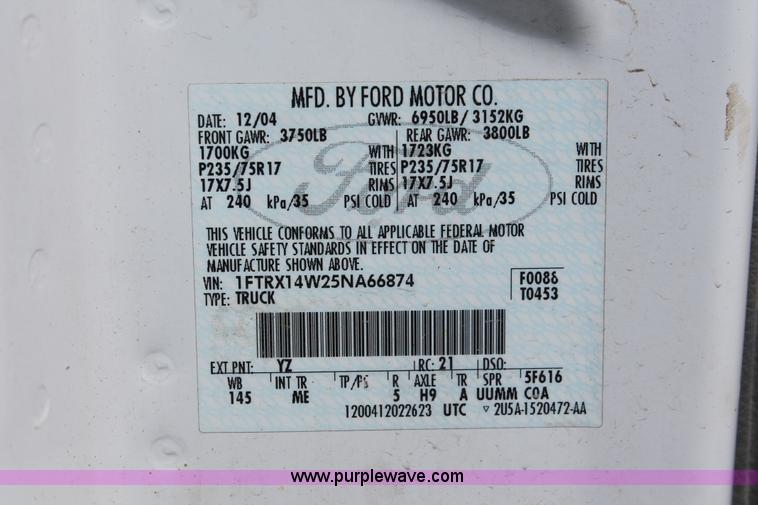 MFD. BY FORD MOTOR CO.
DATE: 12/04 GVWR: 6950LB/ 3152KG
FRONT GAWR: 3750LB REAR GAWR: 3800LB
1700KG WITH 1723KG WITH
P235/75R17 TIRES P235/75R17 TIRES
17X7.5J RIMS 17X7.5J RIMS
AT 240 kPa/35 PSI COLD AT 240 kPa/35 PSI COLD
Ford
THIS VEHICLE CONFORMS TO ALL APPLICABLE FEDERAL MOTOR
VEHICLE SAFETY STANDARDS IN EFFECT ON THE DATE OF
MANUFACTURE SHOWN ABOVE.
VIN: 1FTRX14W25NA66874 F0088
TYPE: TRUCK T0453
EXT PNT: YZ RC: 21 DSO:
WB INT TR TP/PS R AXLE TR SPR 5F616
145 ME 5 H9 A UUMM COA
1200412022623 UTC ▽ 2U5A-1520472-AA
www.purplewave.com